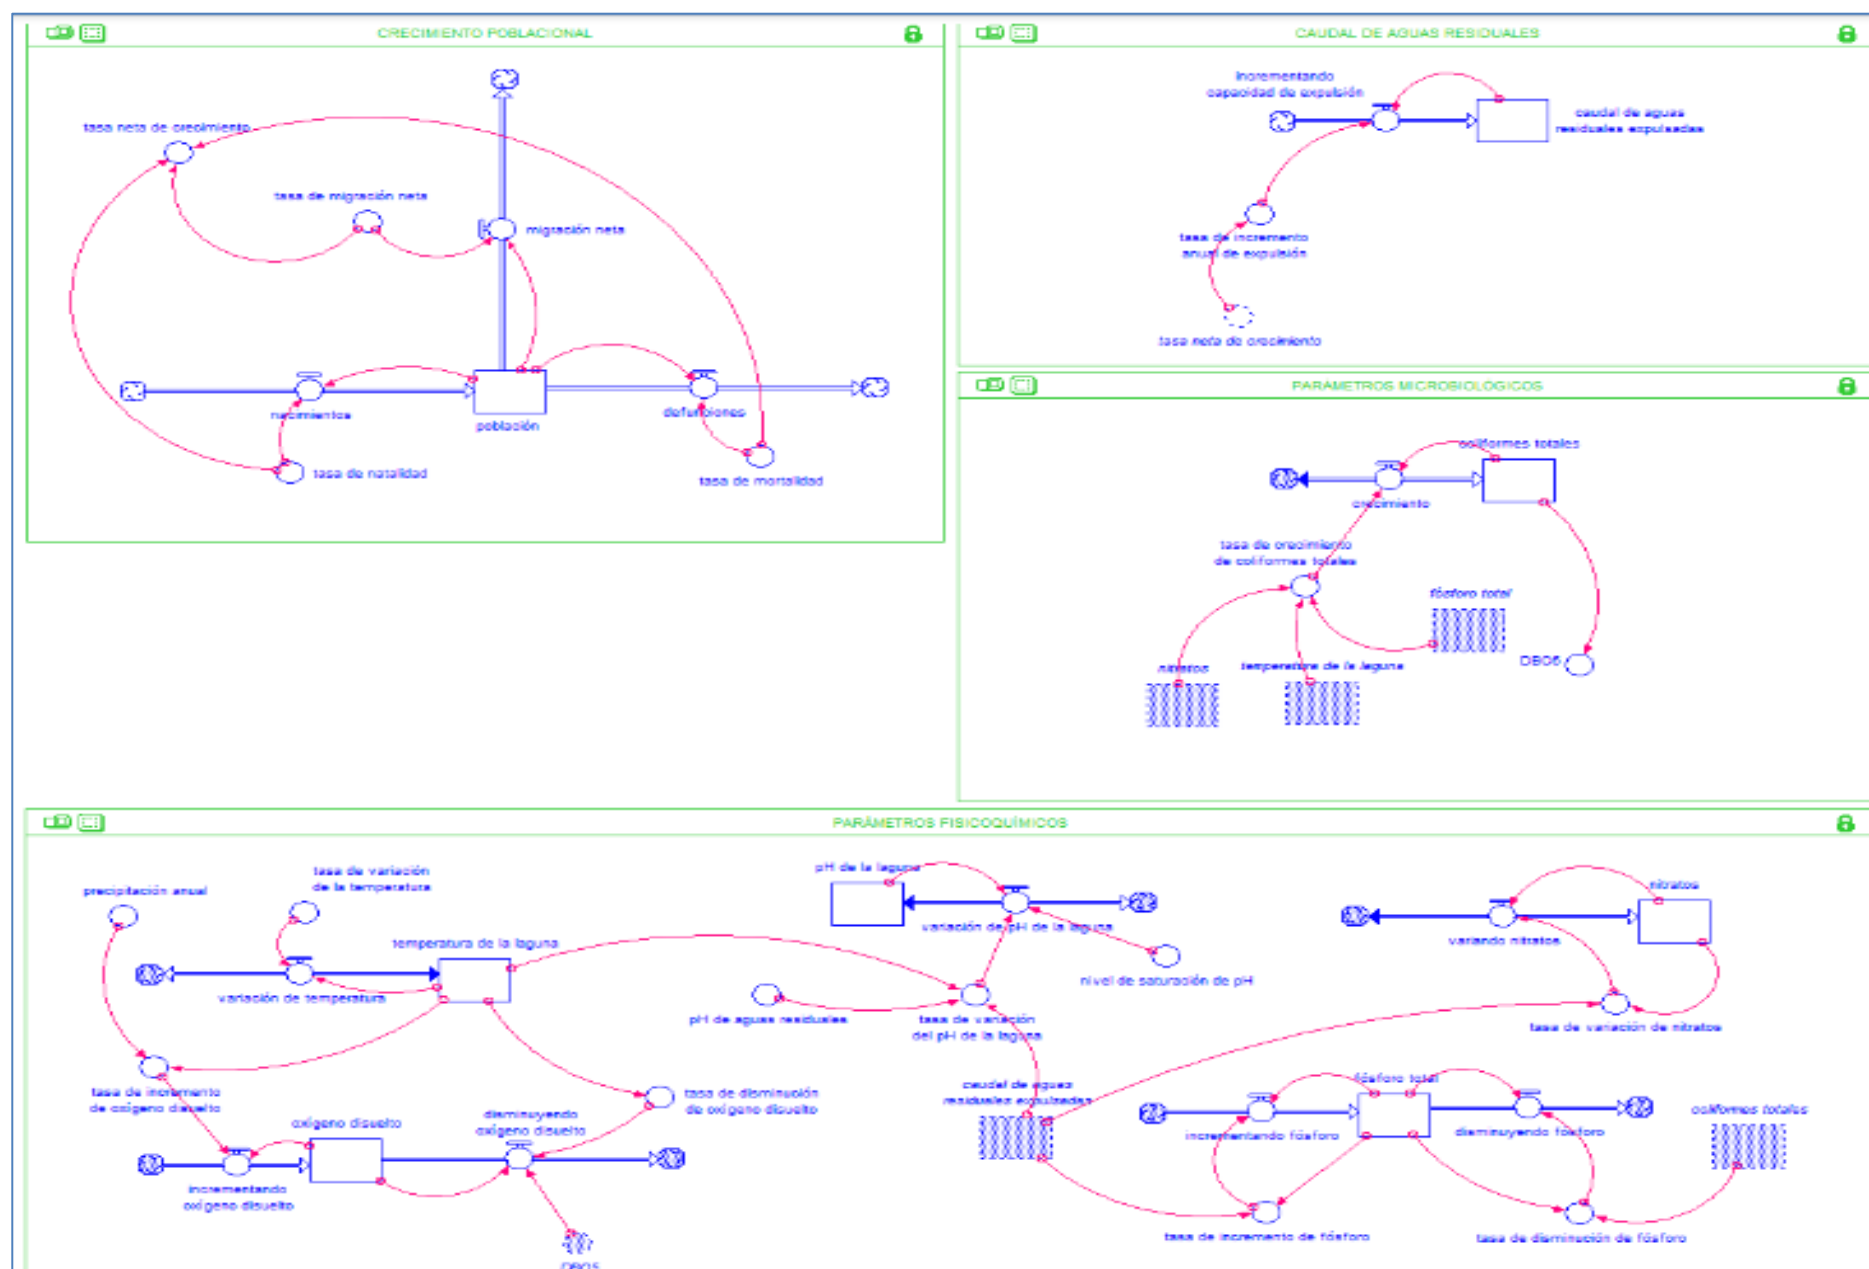 CRECIMIENTO POBLACIONAL
tasa neta de crecimiento
tasa de migración neta
migración neta
nacimientos
población
defunciones
tasa de natalidad
tasa de mortalidad
CAUDAL DE AGUAS RESIDUALES
incrementando
capacidad de expulsión
caudal de aguas
residuales expulsadas
tasa de incremento
anual de expulsión
tasa neta de crecimiento
PARAMETROS MICROBIOLOGICOS
coliformes totales
crecimiento
tasa de crecimiento
de coliformes totales
fósforo total
nitratos
temperatura de la laguna
DBO5
PARÁMETROS FISICOQUÍMICOS
precipitación anual
tasa de variación
de la temperatura
temperatura de la laguna
variación de temperatura
tasa de incremento
de oxígeno disuelto
tasa de disminución
de oxígeno disuelto
oxígeno disuelto
disminuyendo
oxígeno disuelto
incrementando
oxígeno disuelto
DBO5
pH de la laguna
variación de pH de la laguna
nivel de saturación de pH
pH de aguas residuales
tasa de variación
del pH de la laguna
caudal de aguas
residuales expulsadas
nitratos
variando nitratos
tasa de variación de nitratos
fósforo total
incrementando fósforo
disminuyendo fósforo
coliformes totales
tasa de incremento de fósforo
tasa de disminución de fósforo